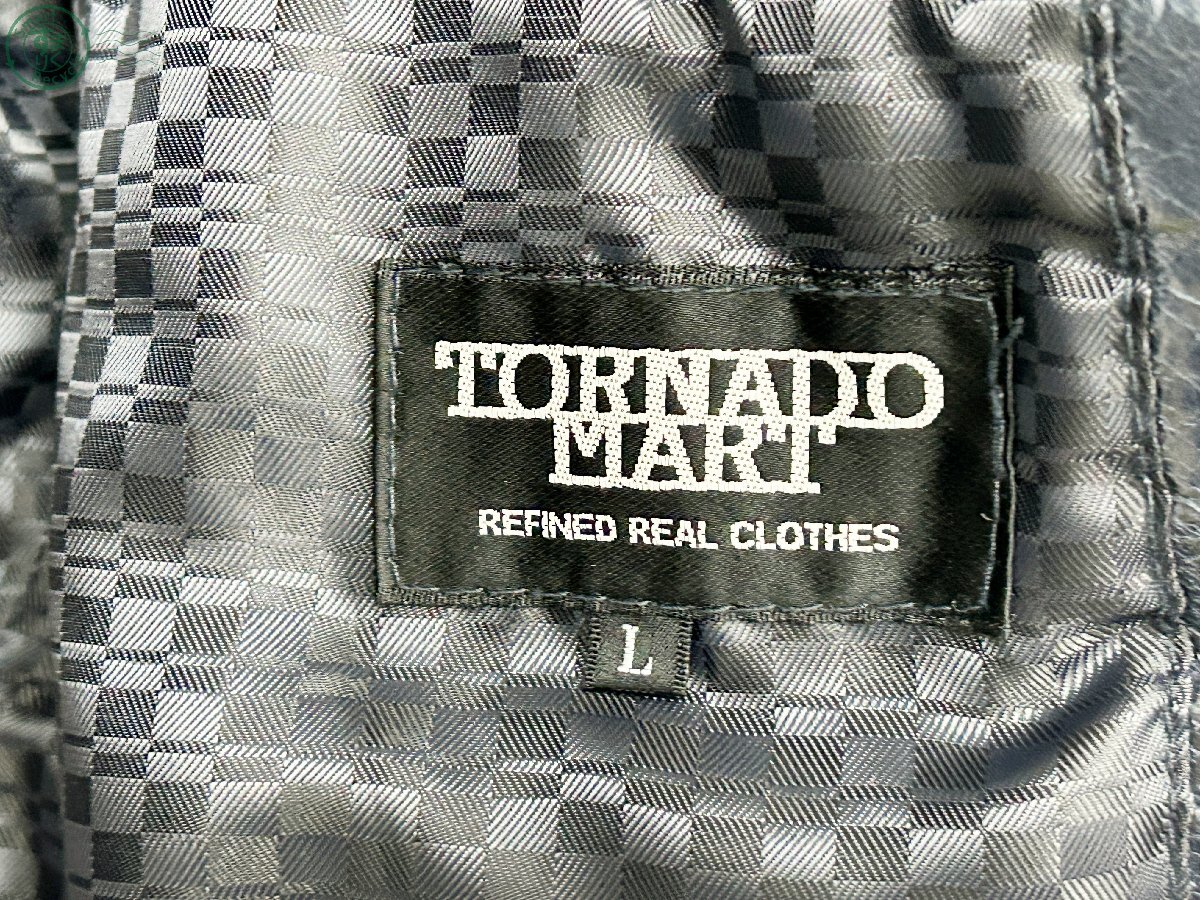 TORNADO
MART
REFINED REAL CLOTHES
L